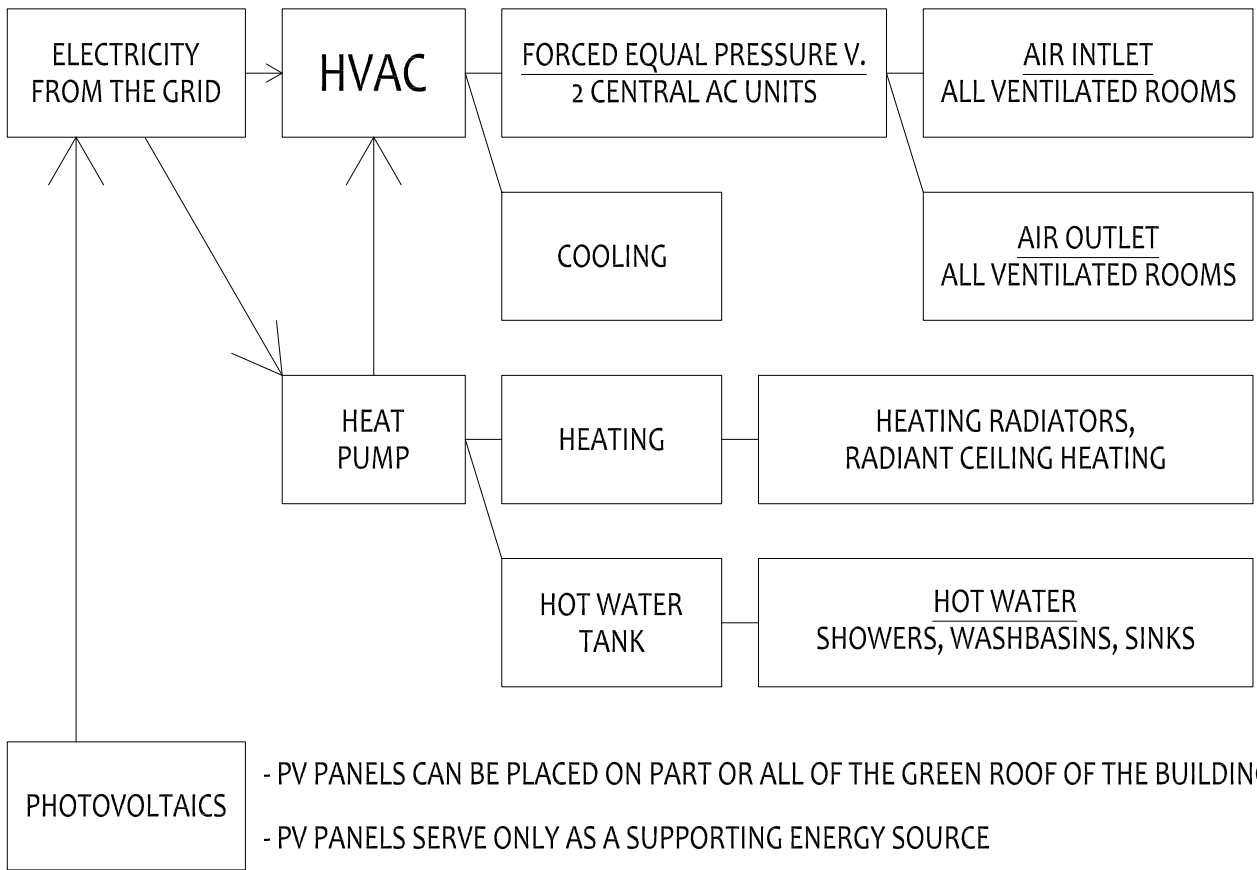 ELECTRICITY
FROM THE GRID
HVAC
FORCED EQUAL PRESSURE V.
2 CENTRAL AC UNITS
AIR INTLET
ALL VENTILATED ROOMS
COOLING
AIR OUTLET
ALL VENTILATED ROOMS
HEAT
PUMP
HEATING
HEATING RADIATORS,
RADIANT CEILING HEATING
HOT WATER
TANK
HOT WATER
SHOWERS, WASHBASINS, SINKS
PHOTOVOLTAICS
- PV PANELS CAN BE PLACED ON PART OR ALL OF THE GREEN ROOF OF THE BUILDING
- PV PANELS SERVE ONLY AS A SUPPORTING ENERGY SOURCE